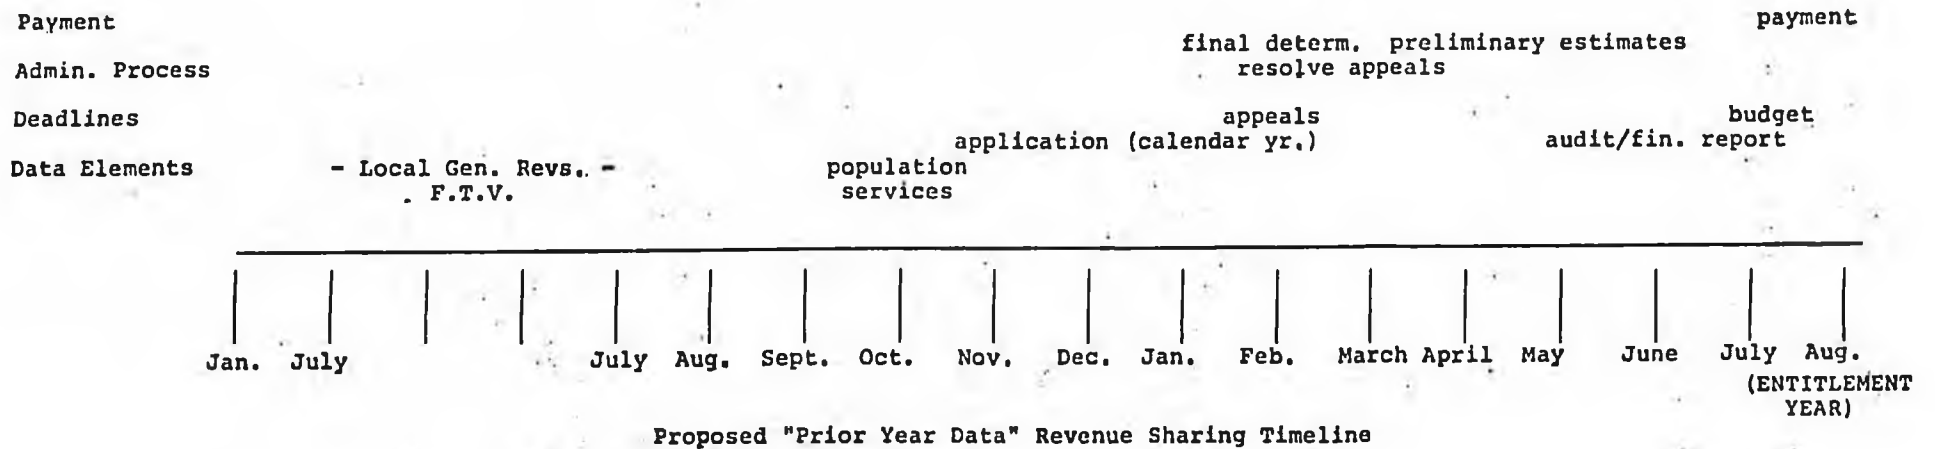 Payment payment
final determ. preliminary estimates
Admin. Process resolve appeals
Deadlines appeals budget
application (calendar yr.) audit/fin. report
Data Elements - Local Gen. Revs. - population
. F.T.V. services
Jan. July July Aug. Sept. Oct. Nov. Dec. Jan. Feb. March April May June July Aug.
(ENTITLEMENT
YEAR)
Proposed "Prior Year Data" Revenue Sharing Timeline